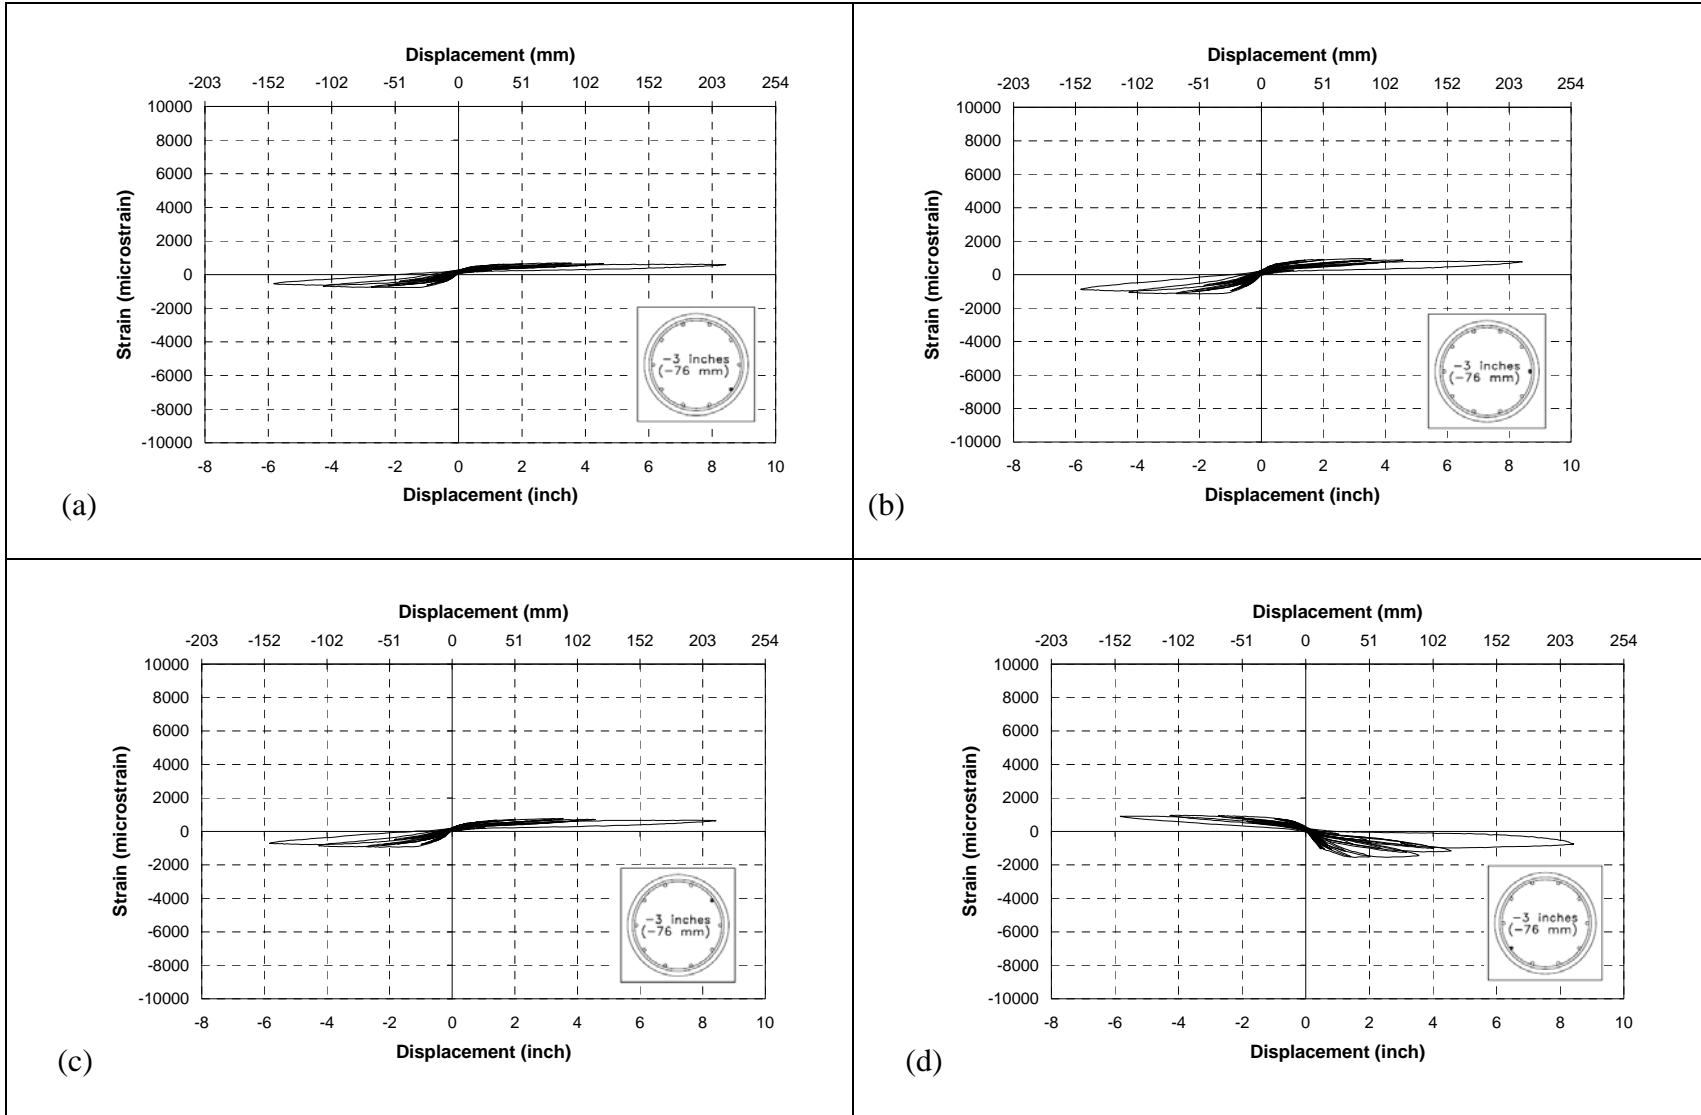 Displacement (mm)
-203 -152 -102 -51 0 51 102 152 203 254
10000
8000
6000
4000
2000
0
-2000
-4000
-6000
-8000
-10000
Strain (microstrain)
-3 inches
(-76 mm)
-8 -6 -4 -2 0 2 4 6 8 10
Displacement (inch)
(a)
Displacement (mm)
-203 -152 -102 -51 0 51 102 152 203 254
10000
8000
6000
4000
2000
0
-2000
-4000
-6000
-8000
-10000
Strain (microstrain)
-3 inches
(-76 mm)
-8 -6 -4 -2 0 2 4 6 8 10
Displacement (inch)
(b)
Displacement (mm)
-203 -152 -102 -51 0 51 102 152 203 254
10000
8000
6000
4000
2000
0
-2000
-4000
-6000
-8000
-10000
Strain (microstrain)
-3 inches
(-76 mm)
-8 -6 -4 -2 0 2 4 6 8 10
Displacement (inch)
(c)
Displacement (mm)
-203 -152 -102 -51 0 51 102 152 203 254
10000
8000
6000
4000
2000
0
-2000
-4000
-6000
-8000
-10000
Strain (microstrain)
-3 inches
(-76 mm)
-8 -6 -4 -2 0 2 4 6 8 10
Displacement (inch)
(d)